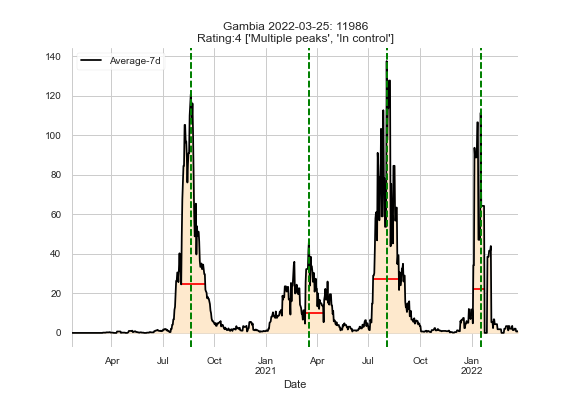 Gambia 2022-03-25: 11986
Rating:4 ['Multiple peaks', 'In control']
Average-7d
140
120
100
80
60
40
20
0
Apr
Jul
Oct
Jan
2021
Apr
Jul
Oct
Jan
2022
Date